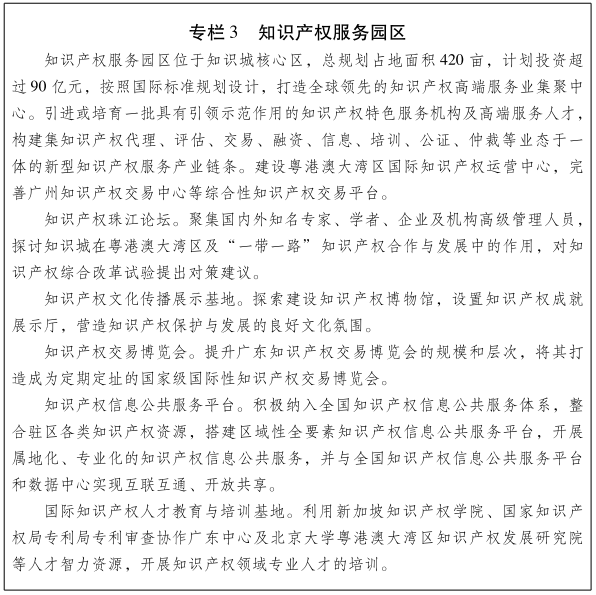 专栏3 知识产权服务园区
知识产权服务园区位于知识城核心区，总规划占地面积420亩，计划投资超
过90亿元，按照国际标准规划设计，打造全球领先的知识产权高端服务业集聚中
心。引进或培育一批具有引领示范作用的知识产权特色服务机构及高端服务人才，
构建集知识产权代理、评估、交易、融资、信息、培训、公证、仲裁等业态于一
体的新型知识产权服务产业链条。建设粤港澳大湾区国际知识产权运营中心，完
善广州知识产权交易中心等综合性知识产权交易平台。
知识产权珠江论坛。聚集国内外知名专家、学者、企业及机构高级管理人员，
探讨知识城在粤港澳大湾区及“一带一路”知识产权合作与发展中的作用，对知
识产权综合改革试验提出对策建议。
知识产权文化传播展示基地。探索建设知识产权博物馆，设置知识产权成就
展示厅，营造知识产权保护与发展的良好文化氛围。
知识产权交易博览会。提升广东知识产权交易博览会的规模和层次，将其打
造成为定期定址的国家级国际性知识产权交易博览会。
知识产权信息公共服务平台。积极纳入全国知识产权信息公共服务体系，整
合驻区各类知识产权资源，搭建区域性全要素知识产权信息公共服务平台，开展
属地化、专业化的知识产权信息公共服务，并与全国知识产权信息公共服务平台
和数据中心实现互联互通、开放共享。
国际知识产权人才教育与培训基地。利用新加坡知识产权学院、国家知识产
权局专利局专利审查协作广东中心及北京大学粤港澳大湾区知识产权发展研究院
等人才智力资源，开展知识产权领域专业人才的培训。